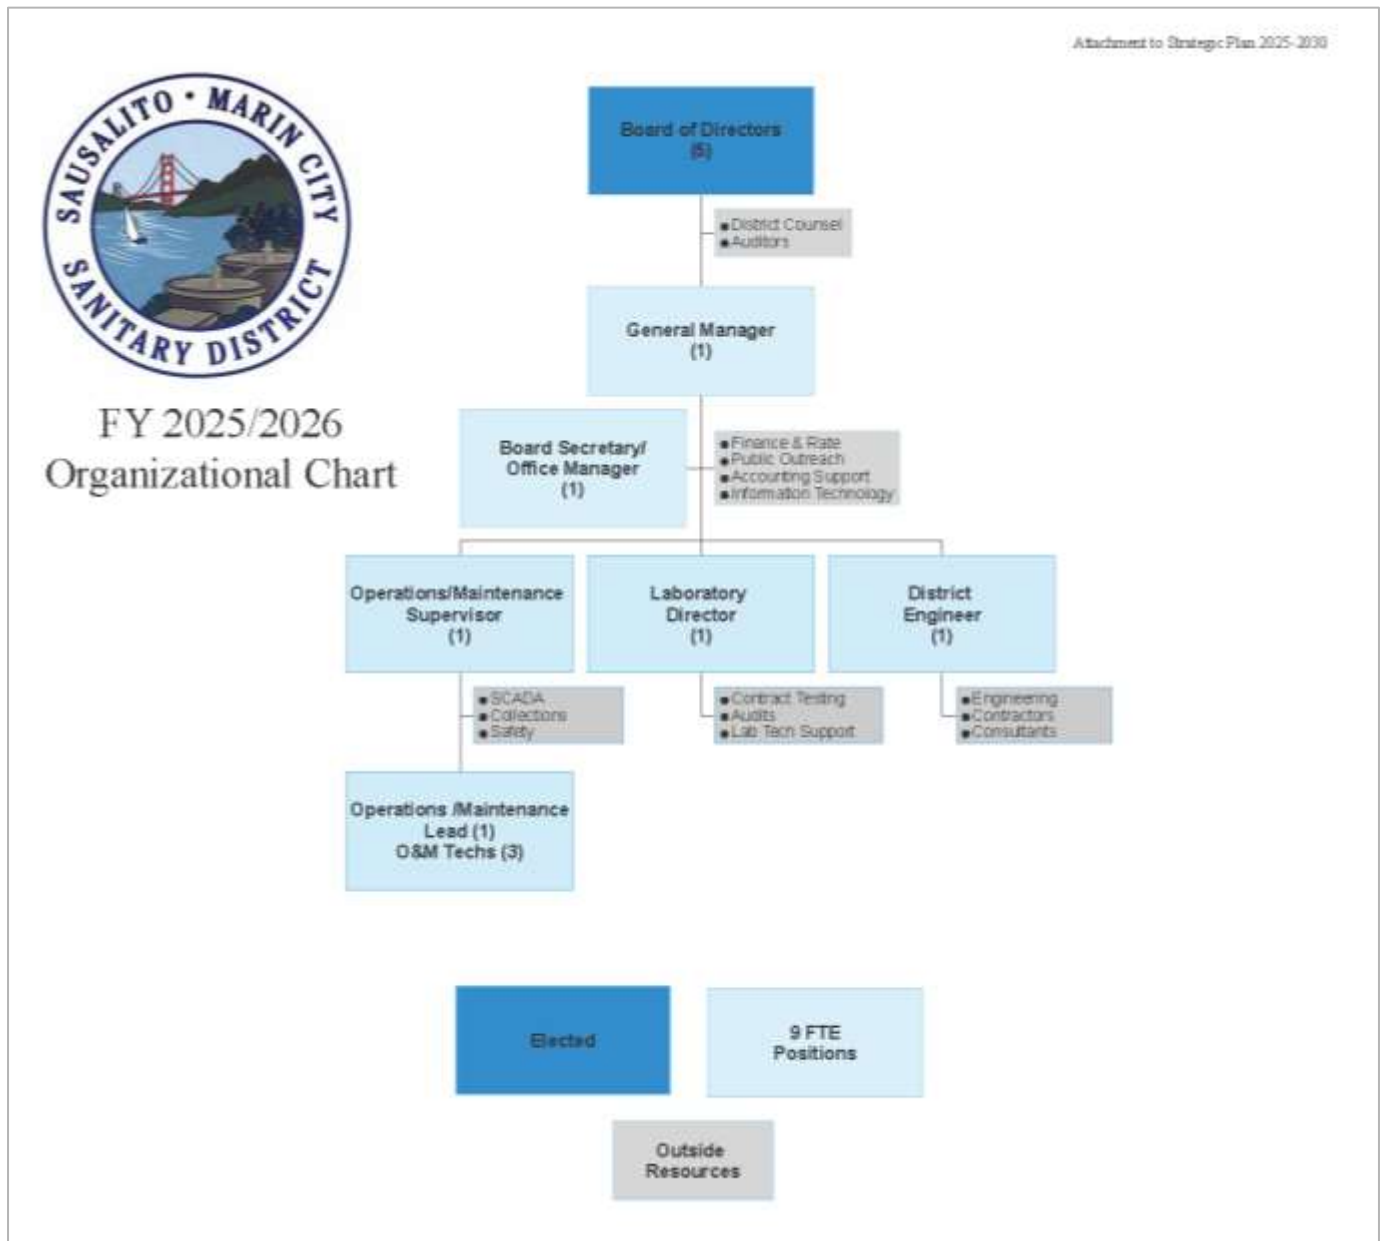 Attachment to Strategic Plan 2025-2030
SAUSALITO • MARIN CITY
SANITARY DISTRICT
FY 2025/2026
Organizational Chart
Board of Directors
(5)
●District Counsel
●Auditors
General Manager
(1)
Board Secretary/
Office Manager
(1)
●Finance & Rate
●Public Outreach
●Accounting Support
●Information Technology
Operations/Maintenance
Supervisor
(1)
Laboratory
Director
(1)
District
Engineer
(1)
●SCADA
●Collections
●Safety
●Contract Testing
●Audits
●Lab Tech Support
●Engineering
●Contractors
●Consultants
Operations /Maintenance
Lead (1)
O&M Techs (3)
Elected
9 FTE
Positions
Outside
Resources